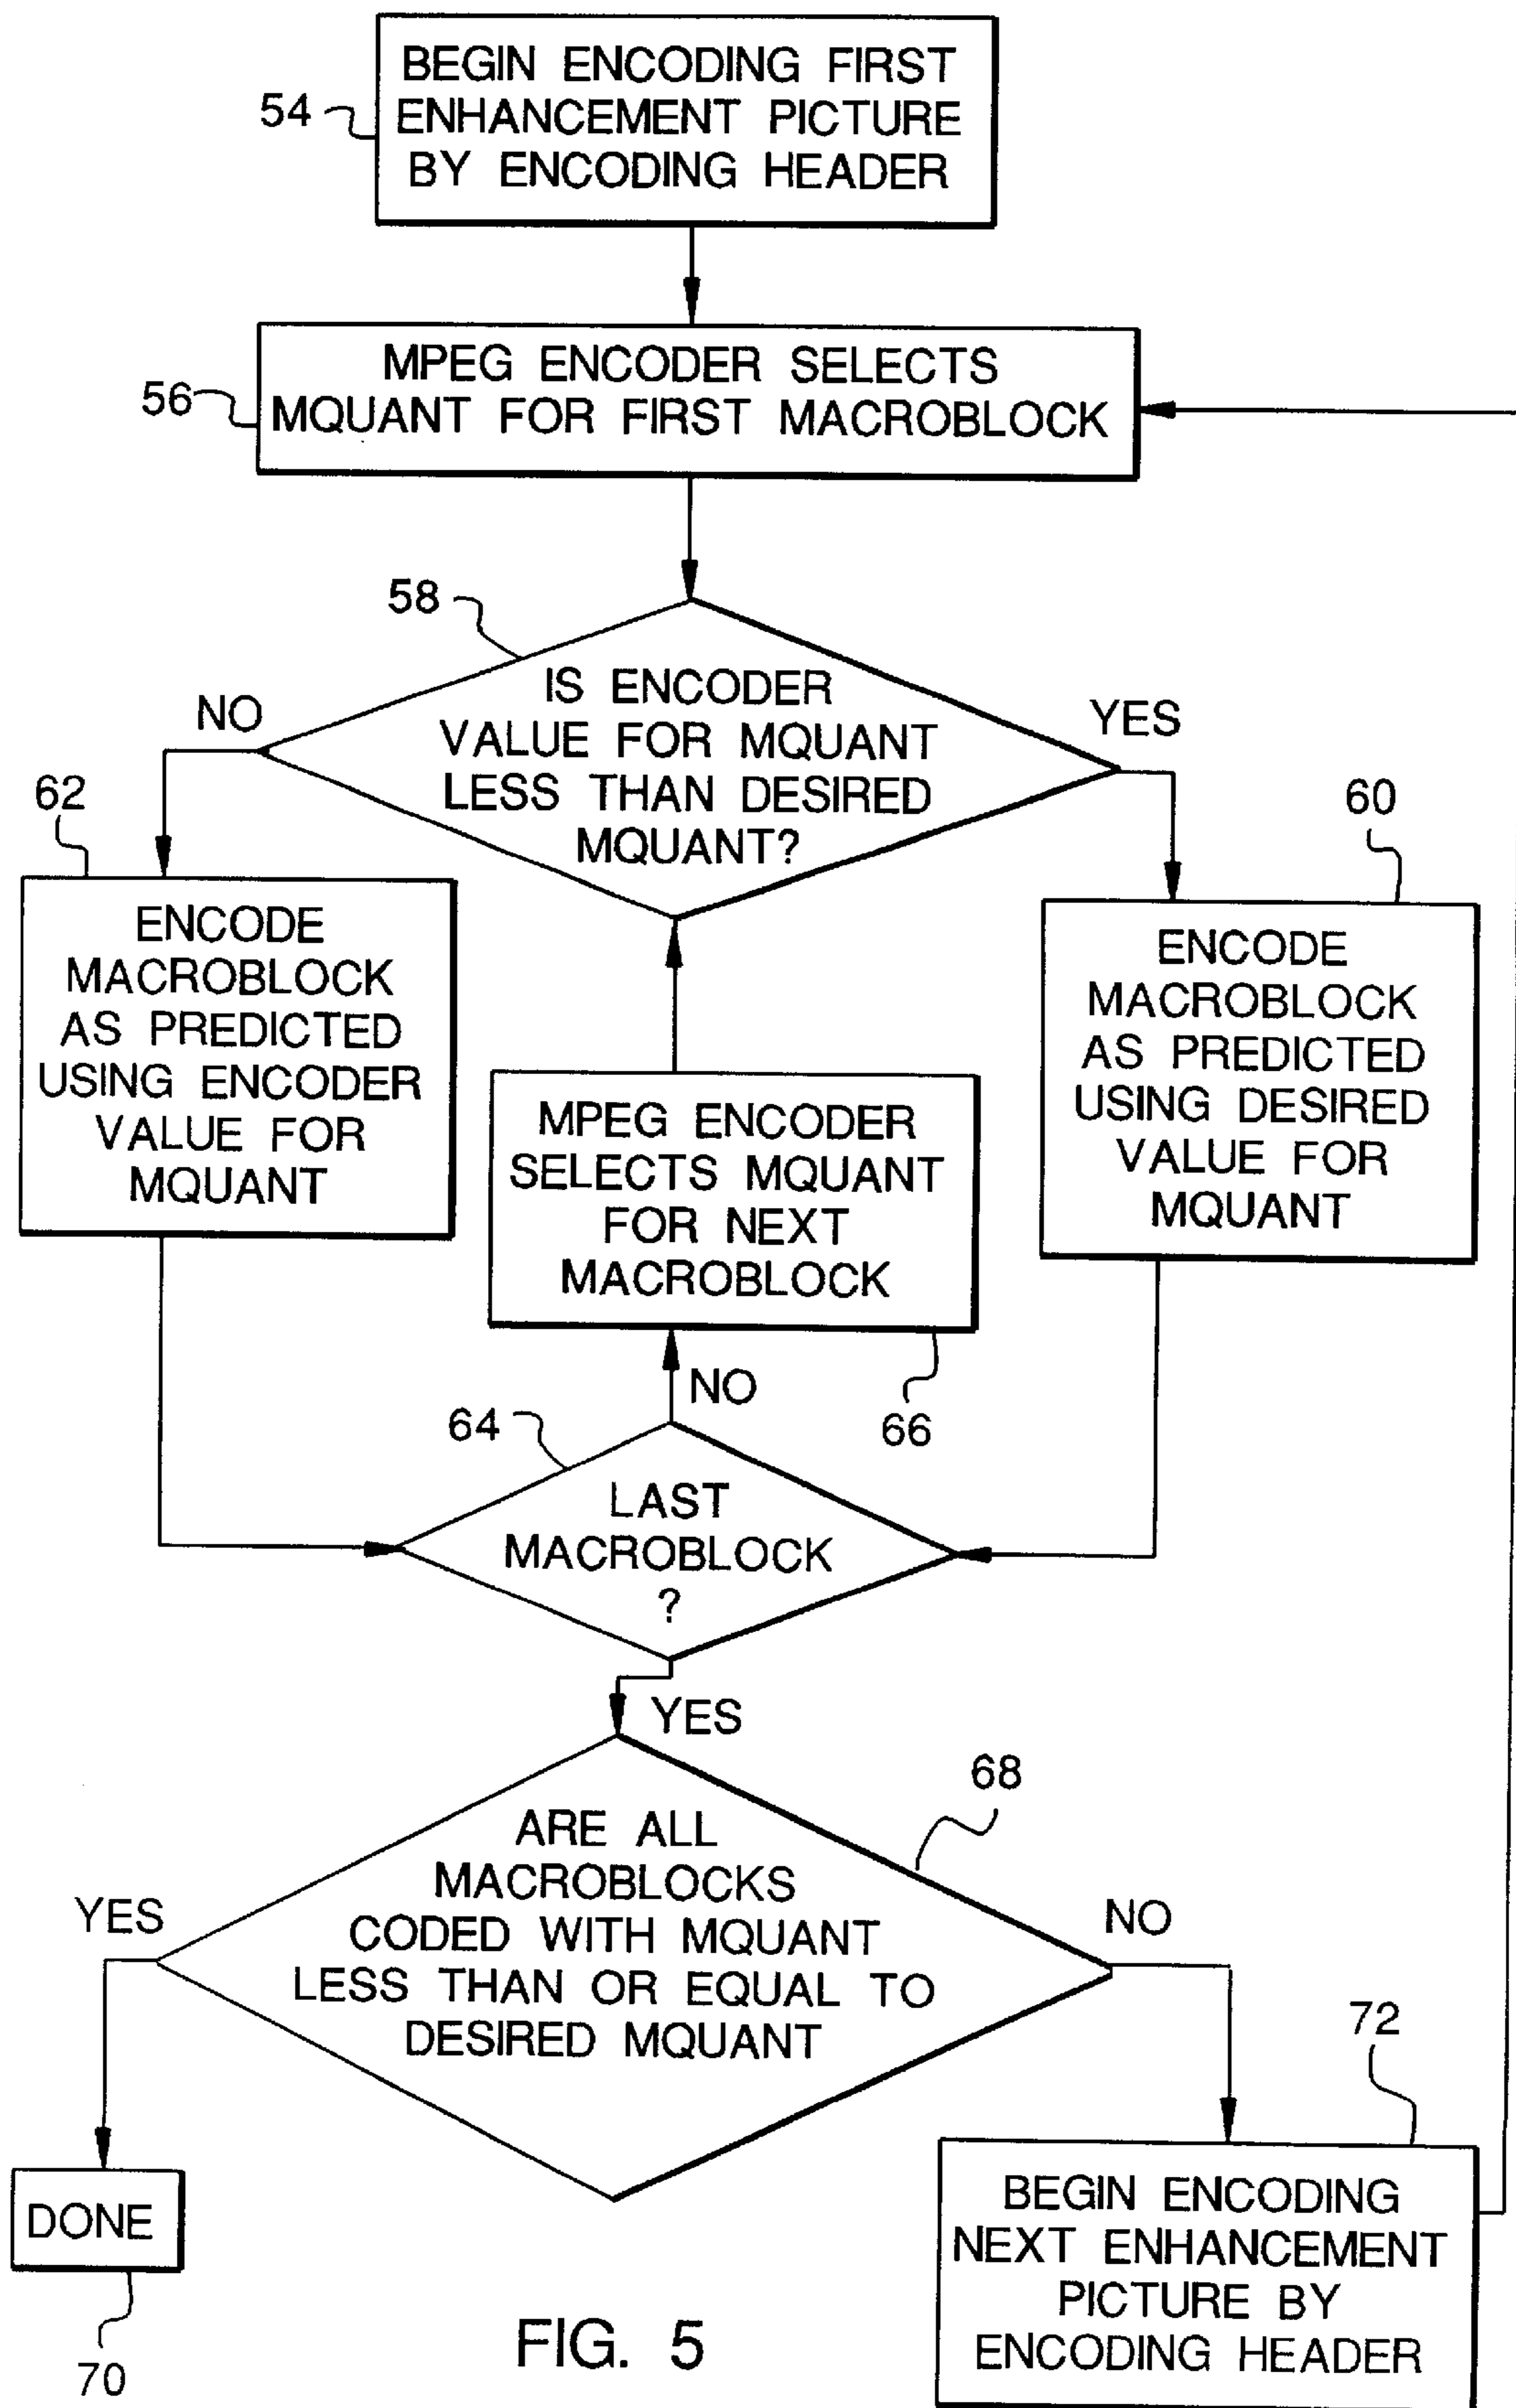 BEGIN ENCODING FIRST
ENHANCEMENT PICTURE
BY ENCODING HEADER
54
MPEG ENCODER SELECTS
MQUANT FOR FIRST MACROBLOCK
56
58
IS ENCODER
VALUE FOR MQUANT
LESS THAN DESIRED
MQUANT?
NO
YES
62
ENCODE
MACROBLOCK
AS PREDICTED
USING ENCODER
VALUE FOR
MQUANT
60
ENCODE
MACROBLOCK
AS PREDICTED
USING DESIRED
VALUE FOR
MQUANT
MPEG ENCODER
SELECTS MQUANT
FOR NEXT
MACROBLOCK
66
NO
64
LAST
MACROBLOCK
?
YES
68
ARE ALL
MACROBLOCKS
CODED WITH MQUANT
LESS THAN OR EQUAL TO
DESIRED MQUANT
YES
NO
DONE
70
72
BEGIN ENCODING
NEXT ENHANCEMENT
PICTURE BY
ENCODING HEADER
FIG. 5